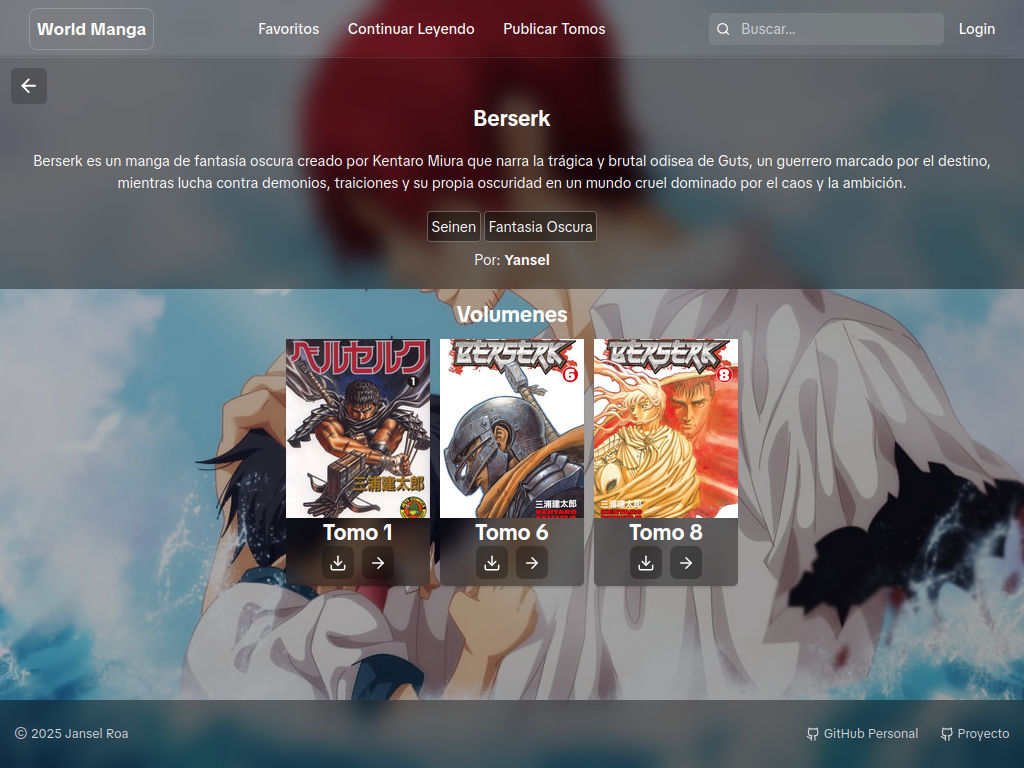 World Manga
Favoritos
Continuar Leyendo
Publicar Tomos
Buscar...
Login
Berserk
Berserk es un manga de fantasía oscura creado por Kentaro Miura que narra la trágica y brutal odisea de Guts, un guerrero marcado por el destino,
mientras lucha contra demonios, traiciones y su propia oscuridad en un mundo cruel dominado por el caos y la ambición.
Seinen
Fantasia Oscura
Por: Yansel
Volumenes
ベルセルク
1
三浦建太郎
BERSERK
6
三浦建太郎
KENTARO
BERSERK
8
三浦建太郎
Tomo 1
Tomo 6
Tomo 8
© 2025 Jansel Roa
GitHub Personal
Proyecto